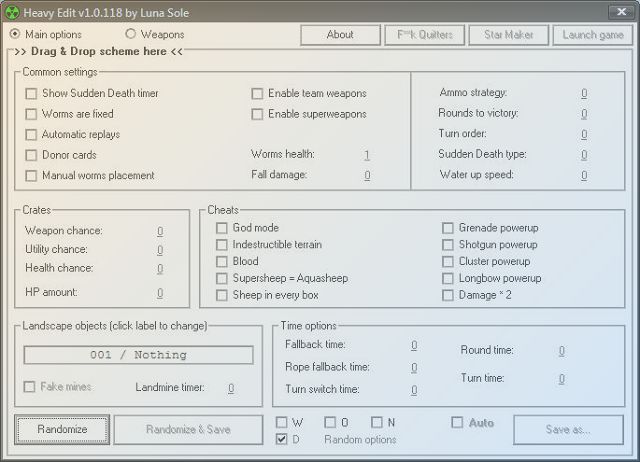 Heavy Edit v1.0.118 by Luna Sole
Main options
Weapons
About
F**k Quitters
Star Maker
Launch game
>> Drag & Drop scheme here <<
Common settings
Show Sudden Death timer
Worms are fixed
Automatic replays
Donor cards
Manual worms placement
Enable team weapons
Enable superweapons
Worms health: 1
Fall damage: 0
Ammo strategy: 0
Rounds to victory: 0
Turn order: 0
Sudden Death type: 0
Water up speed: 0
Crates
Weapon chance: 0
Utility chance: 0
Health chance: 0
HP amount: 0
Cheats
God mode
Indestructible terrain
Blood
Supersheep = Aquasheep
Sheep in every box
Grenade powerup
Shotgun powerup
Cluster powerup
Longbow powerup
Damage * 2
Landscape objects (click label to change)
001 / Nothing
Fake mines
Landmine timer: 0
Time options
Fallback time: 0
Rope fallback time: 0
Turn switch time: 0
Round time: 0
Turn time: 0
Randomize
Randomize & Save
W
O
N
D
Random options
Auto
Save as...